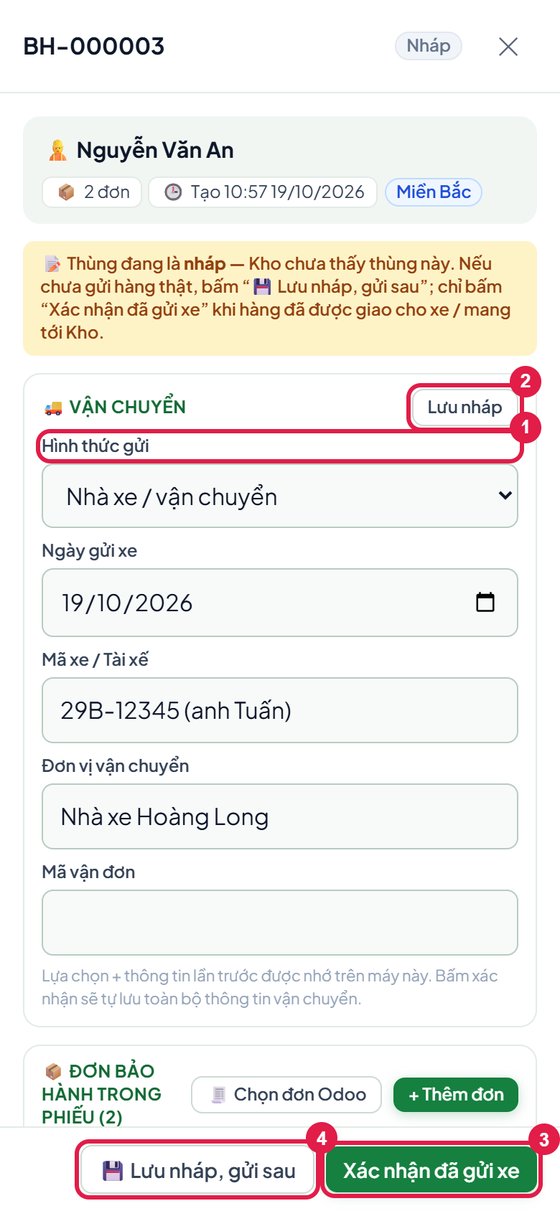 BH-000003
Nháp
Nguyễn Văn An
2 đơn
Tạo 10:57 19/10/2026
Miền Bắc
Thùng đang là nháp — Kho chưa thấy thùng này. Nếu
chưa gửi hàng thật, bấm “💾 Lưu nháp, gửi sau”; chỉ bấm
“Xác nhận đã gửi xe” khi hàng đã được giao cho xe / mang
tới Kho.
2
VẬN CHUYỂN
Lưu nháp
1
Hình thức gửi
Nhà xe / vận chuyển
Ngày gửi xe
19/10/2026
Mã xe / Tài xế
29B-12345 (anh Tuấn)
Đơn vị vận chuyển
Nhà xe Hoàng Long
Mã vận đơn
Lựa chọn + thông tin lần trước được nhớ trên máy này. Bấm xác
nhận sẽ tự lưu toàn bộ thông tin vận chuyển.
ĐƠN BẢO
HÀNH TRONG
PHIẾU (2)
Chọn đơn Odoo
+ Thêm đơn
4
3
Lưu nháp, gửi sau
Xác nhận đã gửi xe